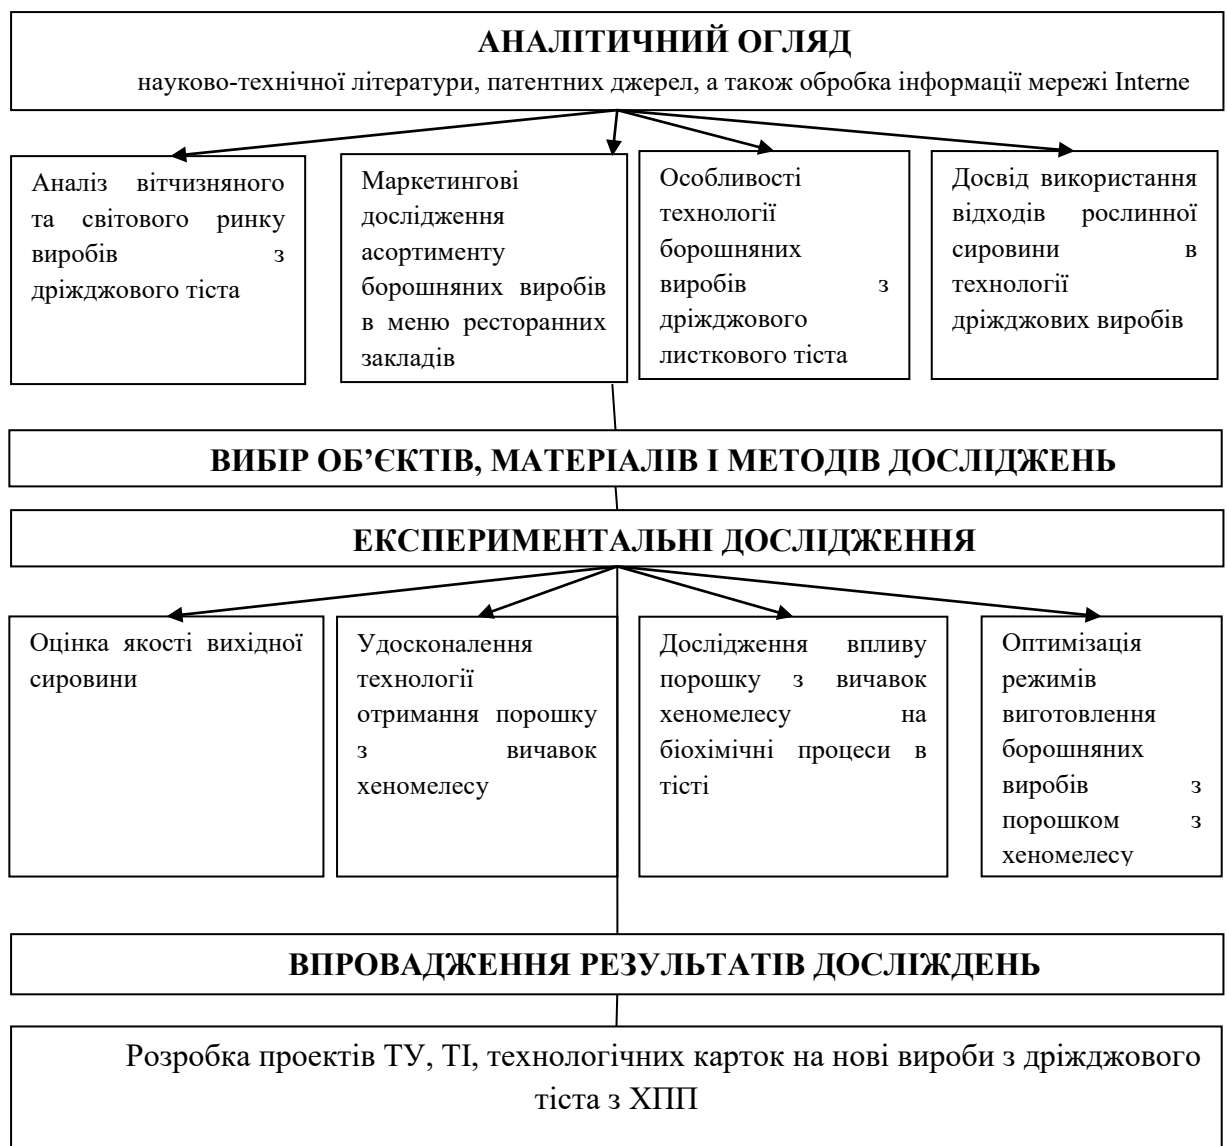 АНАЛІТИЧНИЙ ОГЛЯД
науково-технічної літератури, патентних джерел, а також обробка інформації мережі Interne
Аналіз вітчизняного
та світового ринку
виробів з
дріжджового тіста
Маркетингові
дослідження
асортименту
борошняних виробів
в меню ресторанних
закладів
Особливості
технології
борошняних
виробів з
дріжджового
листкового тіста
Досвід використання
відходів рослинної
сировини в
технології
дріжджових виробів
ВИБІР ОБ’ЄКТІВ, МАТЕРІАЛІВ І МЕТОДІВ ДОСЛІДЖЕНЬ
ЕКСПЕРИМЕНТАЛЬНІ ДОСЛІДЖЕННЯ
Оцінка якості вихідної
сировини
Удосконалення
технології
отримання порошку
з вичавок
хеномелесу
Дослідження впливу
порошку з вичавок
хеномелесу на
біохімічні процеси в
тісті
Оптимізація
режимів
виготовлення
борошняних
виробів з
порошком з
хеномелесу
ВПРОВАДЖЕННЯ РЕЗУЛЬТАТІВ ДОСЛІЖДЕНЬ
Розробка проектів ТУ, ТІ, технологічних карток на нові вироби з дріжджового
тіста з ХПП